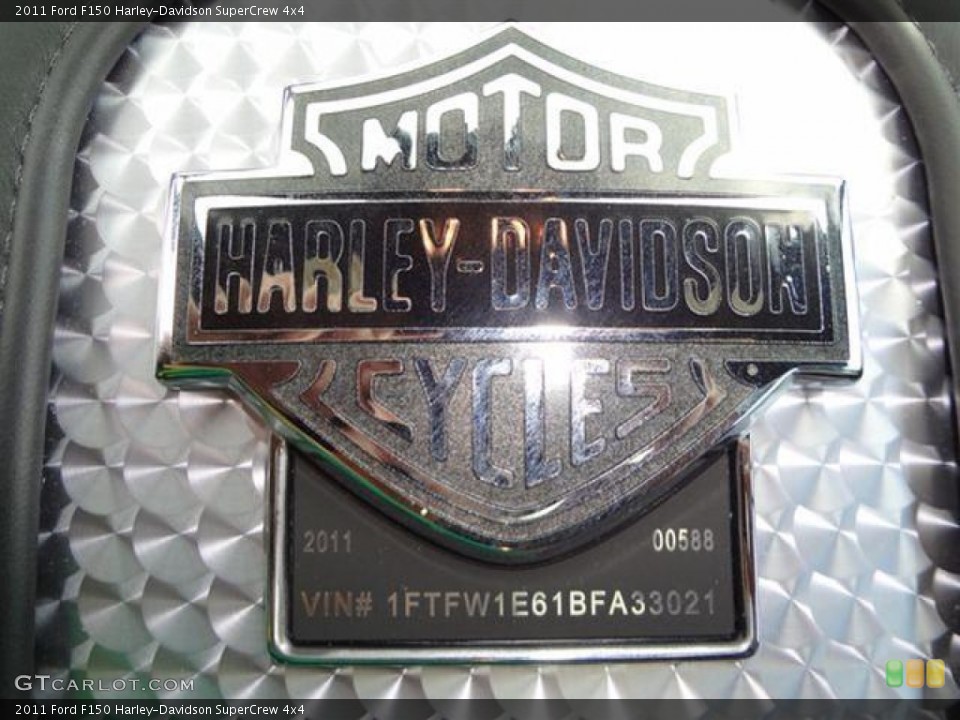 2011 Ford F150 Harley-Davidson SuperCrew 4x4
MOTOR
HARLEY-DAVIDSON
CYCLES
2011 00588
VIN# 1FTFW1E61BFA33021
GTCARLOT.COM
2011 Ford F150 Harley-Davidson SuperCrew 4x4